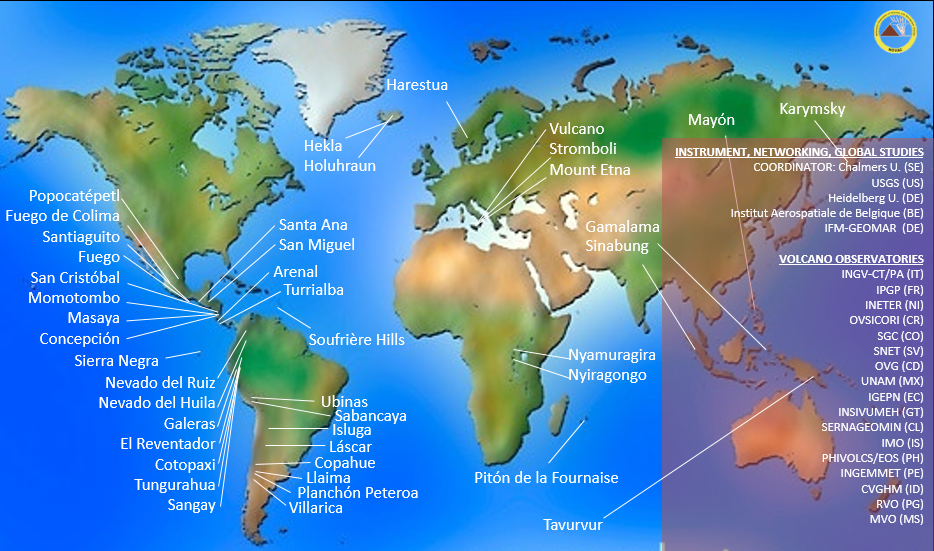 Harestua
Hekla
Holuhraun
Vulcano
Stromboli
Mount Etna
Mayón
Karymsky
Popocatépetl
Fuego de Colima
Santiaguito
Fuego
San Cristóbal
Momotombo
Masaya
Concepción
Sierra Negra
Santa Ana
San Miguel
Arenal
Turrialba
Soufrière Hills
Gamalama
Sinabung
Nyamuragira
Nyiragongo
Nevado del Ruiz
Nevado del Huila
Galeras
El Reventador
Cotopaxi
Tungurahua
Sangay
Ubinas
Sabancaya
Isluga
Láscar
Copahue
Llaima
Planchón Peteroa
Villarica
Pitón de la Fournaise
Tavurvur
INSTRUMENT, NETWORKING, GLOBAL STUDIES
COORDINATOR: Chalmers U. (SE)
USGS (US)
Heidelberg U. (DE)
Institut Aerospatiale de Belgique (BE)
IFM-GEOMAR (DE)
VOLCANO OBSERVATORIES
INGV-CT/PA (IT)
IPGP (FR)
INETER (NI)
OVSICORI (CR)
SGC (CO)
SNET (SV)
OVG (CD)
UNAM (MX)
IGEPN (EC)
INSIVUMEH (GT)
SERNAGEOMIN (CL)
IMO (IS)
PHIVOLCS/EOS (PH)
INGEMMET (PE)
CVGHM (ID)
RVO (PG)
MVO (MS)